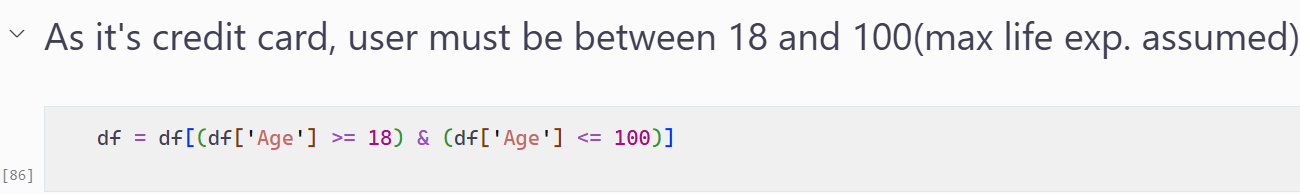 As it's credit card, user must be between 18 and 100(max life exp. assumed)
df = df[(df['Age'] >= 18) & (df['Age'] <= 100)]
[86]